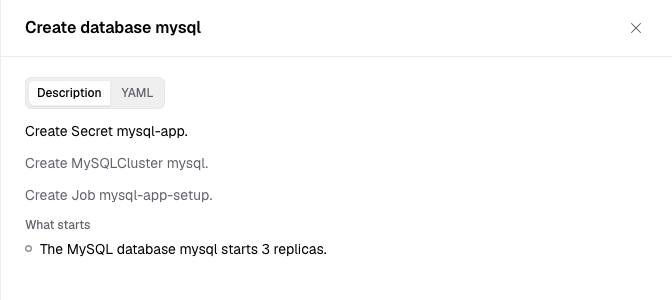 Create database mysql
Description YAML
Create Secret mysql-app.
Create MySQLCluster mysql.
Create Job mysql-app-setup.
What starts
The MySQL database mysql starts 3 replicas.